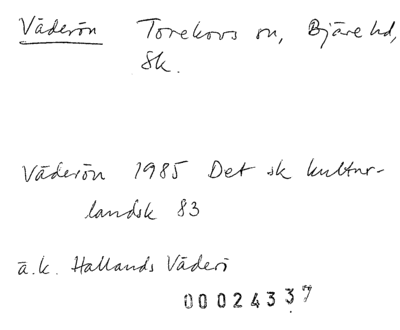 Väderön Torekovs sn, Bjäre hd,
Sk.
Väderön 1985 Det sk kultur-
landsk 83
ä.k. Hallands Väderö
00024337